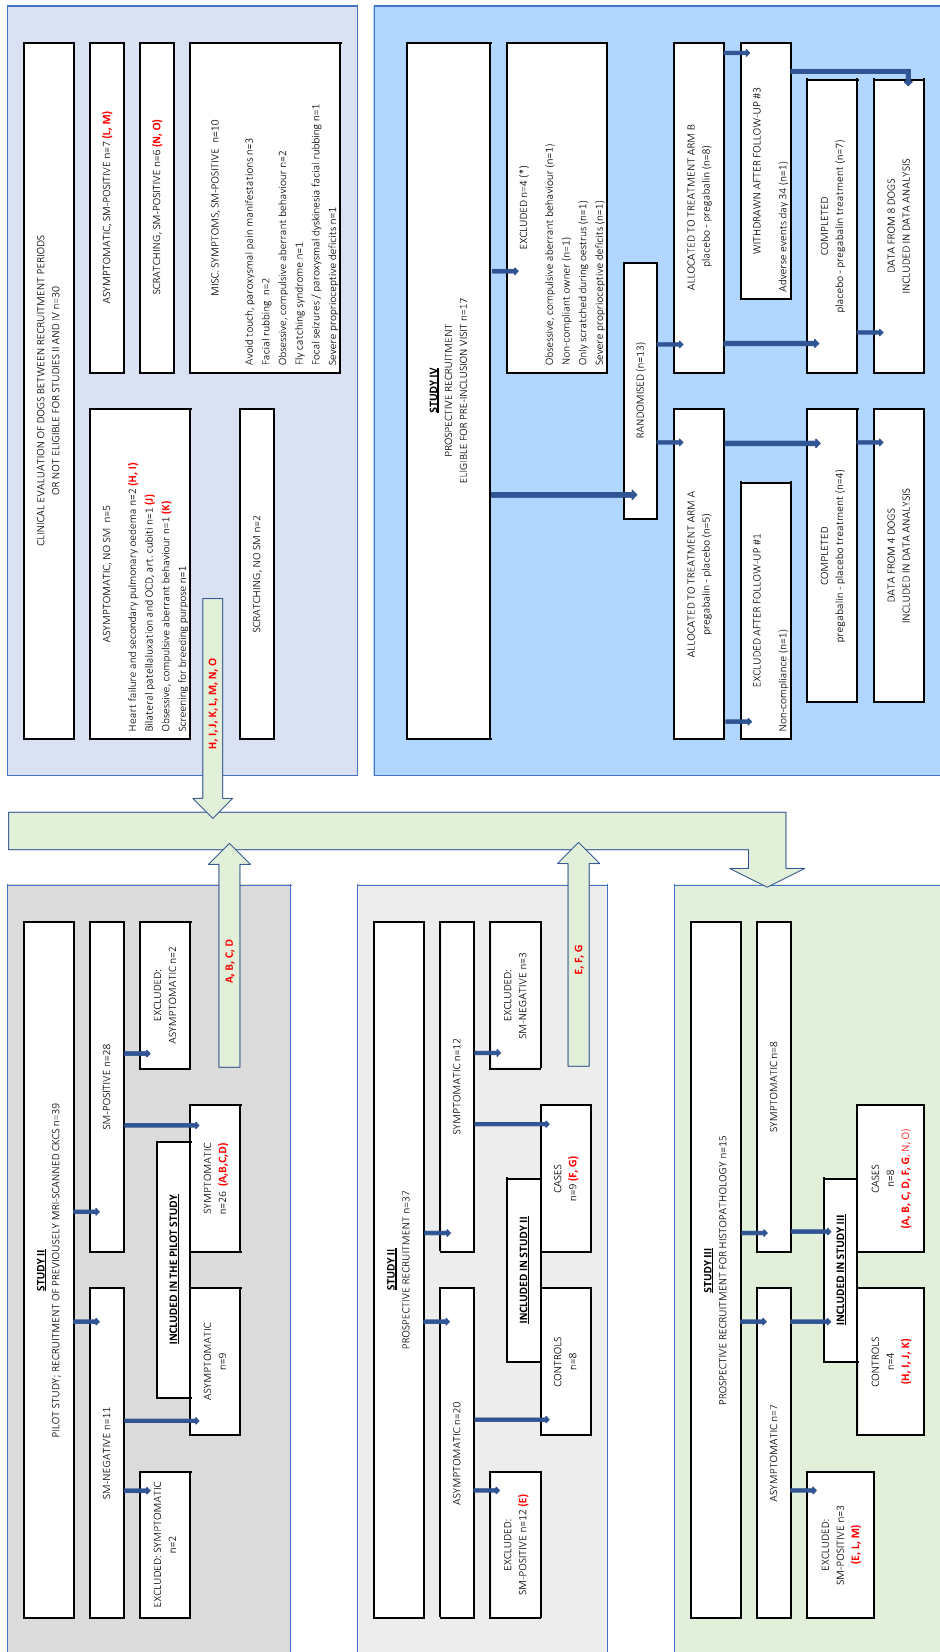 STUDY II
PILOT STUDY; RECRUITMENT OF PREVIOUSELY MRI-SCANNED CKCS n=39
SM-NEGATIVE n=11
SM-POSITIVE n=28
EXCLUDED: SYMPTOMATIC
n=2
EXCLUDED:
ASYMPTOMATIC n=2
INCLUDED IN THE PILOT STUDY
ASYMPTOMATIC
n=9
SYMPTOMATIC
n=26 (A,B,C,D)
A, B, C, D
STUDY II
PROSPECTIVE RECRUITMENT n=37
ASYMPTOMATIC n=20
SYMPTOMATIC n=12
EXCLUDED:
SM-POSITIVE n=12 (E)
EXCLUDED:
SM-NEGATIVE n=3
INCLUDED IN STUDY II
CONTROLS
n=8
CASES
n=9 (F, G)
E, F, G
STUDY III
PROSPECTIVE RECRUITMENT FOR HISTOPATHOLOGY n=15
ASYMPTOMATIC n=7
SYMPTOMATIC n=8
EXCLUDED:
SM-POSITIVE n=3
(E, L, M)
INCLUDED IN STUDY III
CONTROLS
n=4
(H, I, J, K)
CASES
n=8
(A, B, C, D, F, G, N, O)
CLINICAL EVALUATION OF DOGS BETWEEN RECRUITMENT PERIODS
OR NOT ELIGIBLE FOR STUDIES II AND IV n=30
ASYMPTOMATIC, NO SM n=5
Heart failure and secondary pulmonary oedema n=2 (H, I)
Bilateral patellaluxation and OCD, art. cubiti n=1 (J)
Obsessive, compulsive aberrant behaviour n=1 (K)
Screening for breeding purpose n=1
SCRATCHING, NO SM n=2
ASYMPTOMATIC, SM-POSITIVE n=7 (L, M)
SCRATCHING, SM-POSITIVE n=6 (N, O)
MISC. SYMPTOMS, SM-POSITIVE n=10
Avoid touch, paroxysmal pain manifestations n=3
Facial rubbing n=2
Obsessive, compulsive aberrant behaviour n=2
Fly catching syndrome n=1
Focal seizures / paroxysmal dyskinesia facial rubbing n=1
Severe proprioceptive deficits n=1
H, I, J, K, L, M, N, O
STUDY IV
PROSPECTIVE RECRUITMENT
ELIGIBLE FOR PRE-INCLUSION VISIT n=17
EXCLUDED n=4 (*)
Obsessive, compulsive aberrant behaviour (n=1)
Non-compliant owner (n=1)
Only scratched during oestrus (n=1)
Severe proprioceptive deficits (n=1)
RANDOMISED (n=13)
ALLOCATED TO TREATMENT ARM A
pregabalin - placebo (n=5)
EXCLUDED AFTER FOLLOW-UP #1
Non-compliance (n=1)
COMPLETED
pregabalin - placebo treatment (n=4)
DATA FROM 4 DOGS
INCLUDED IN DATA ANALYSIS
ALLOCATED TO TREATMENT ARM B
placebo - pregabalin (n=8)
WITHDRAWN AFTER FOLLOW-UP #3
Adverse events day 34 (n=1)
COMPLETED
placebo - pregabalin treatment (n=7)
DATA FROM 8 DOGS
INCLUDED IN DATA ANALYSIS